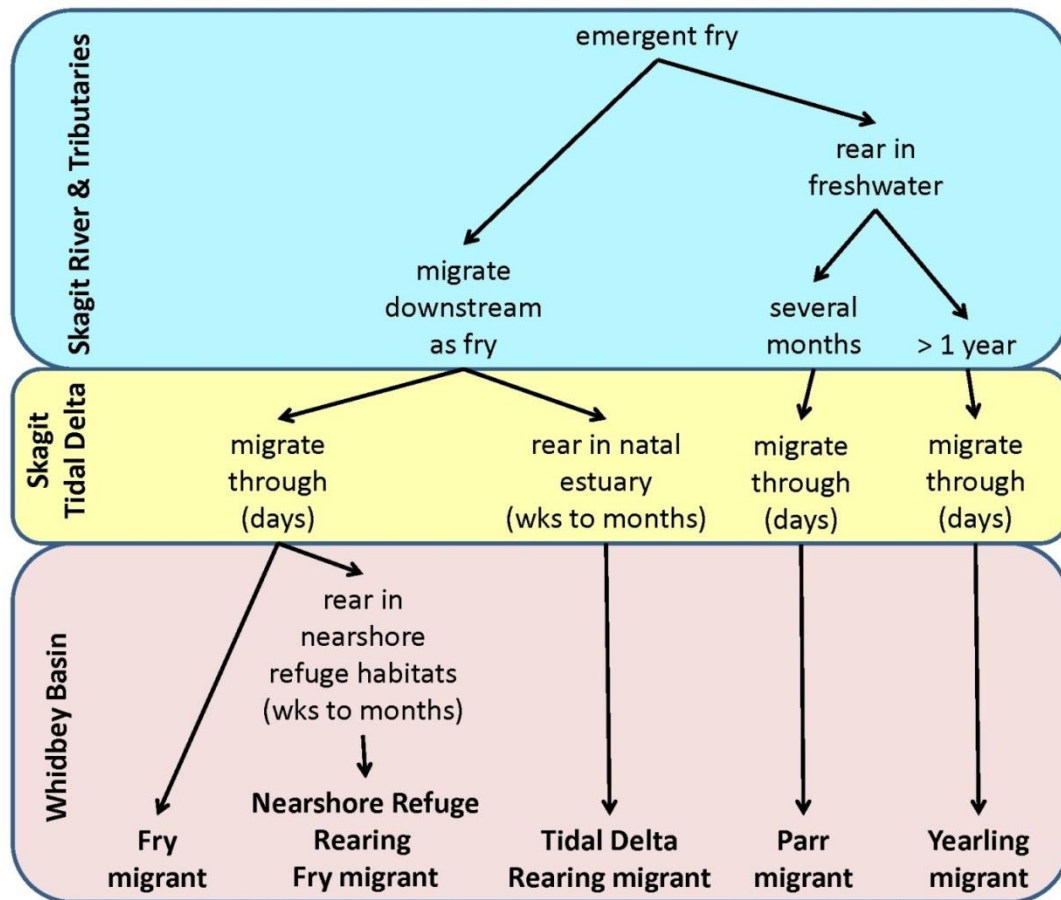 Skagit River & Tributaries
emergent fry
rear in
freshwater
migrate
downstream
as fry
several
months
> 1 year
Skagit
Tidal Delta
migrate
through
(days)
rear in natal
estuary
(wks to months)
migrate
through
(days)
migrate
through
(days)
Whidbey Basin
rear in
nearshore
refuge habitats
(wks to months)
Fry
migrant
Nearshore Refuge
Rearing
Fry migrant
Tidal Delta
Rearing migrant
Parr
migrant
Yearling
migrant